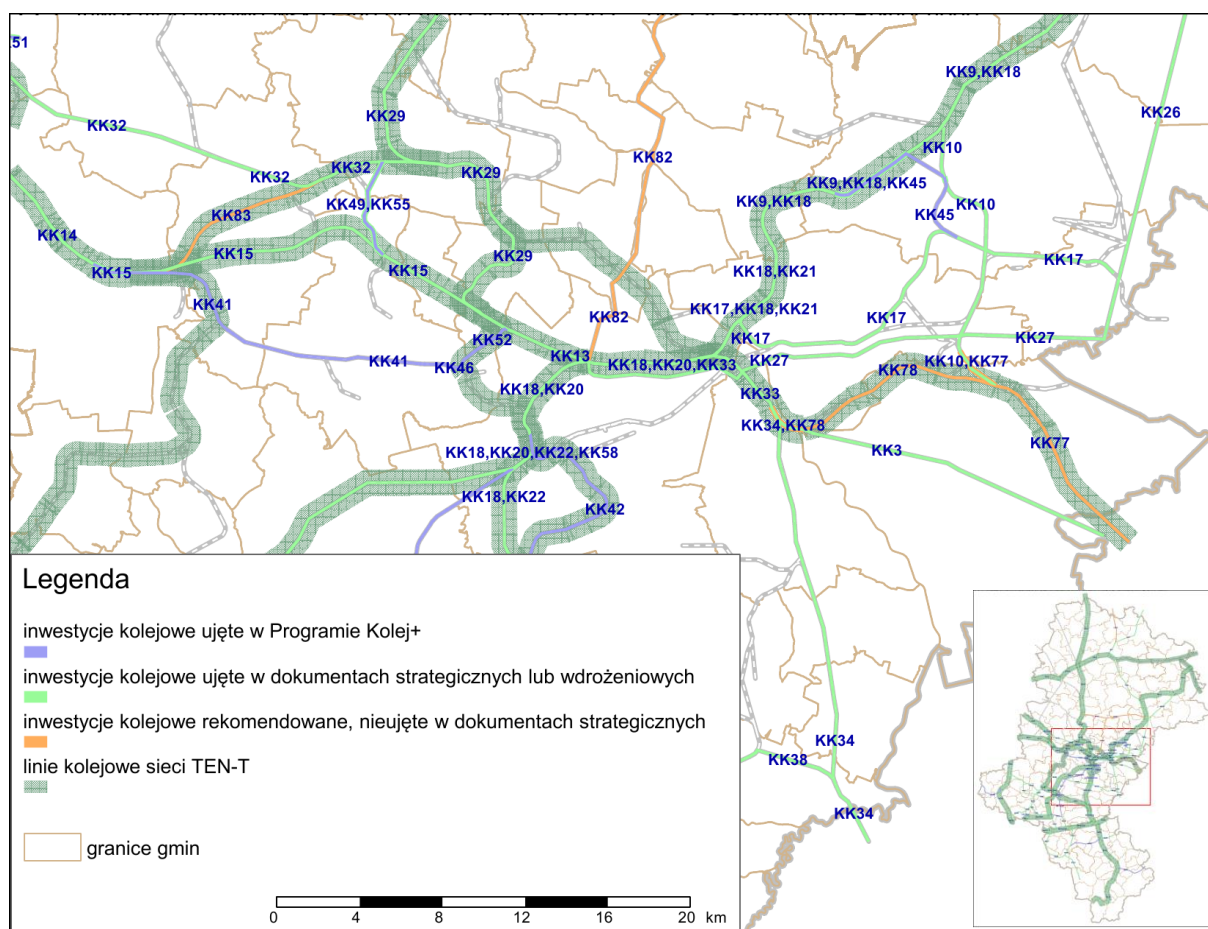 .51
KK9,KK18
KK26
KK29
KK32
KK10
KK82
KK32
KK32
KK29
KK9,KK18,KK45
KK49,KK55
KK9,KK18
KK10
KK83
KK45
KK14
KK15
KK29
KK17
KK15
KK15
KK18,KK21
KK41
KK17,KK18,KK21
KK82
KK17
KK52
KK17
KK27
KK13
KK41
KK46
KK18,KK20,KK33
KK27
KK10,KK77
KK78
KK18,KK20
KK33
KK34,KK78
KK77
KK18,KK20,KK22,KK58
KK3
KK18,KK22
KK42
KK34
KK38
KK34
Legenda
inwestycje kolejowe ujęte w Programie Kolej+
inwestycje kolejowe ujęte w dokumentach strategicznych lub wdrożeniowych
inwestycje kolejowe rekomendowane, nieujęte w dokumentach strategicznych
linie kolejowe sieci TEN-T
granice gmin
0 4 8 12 16 20 km